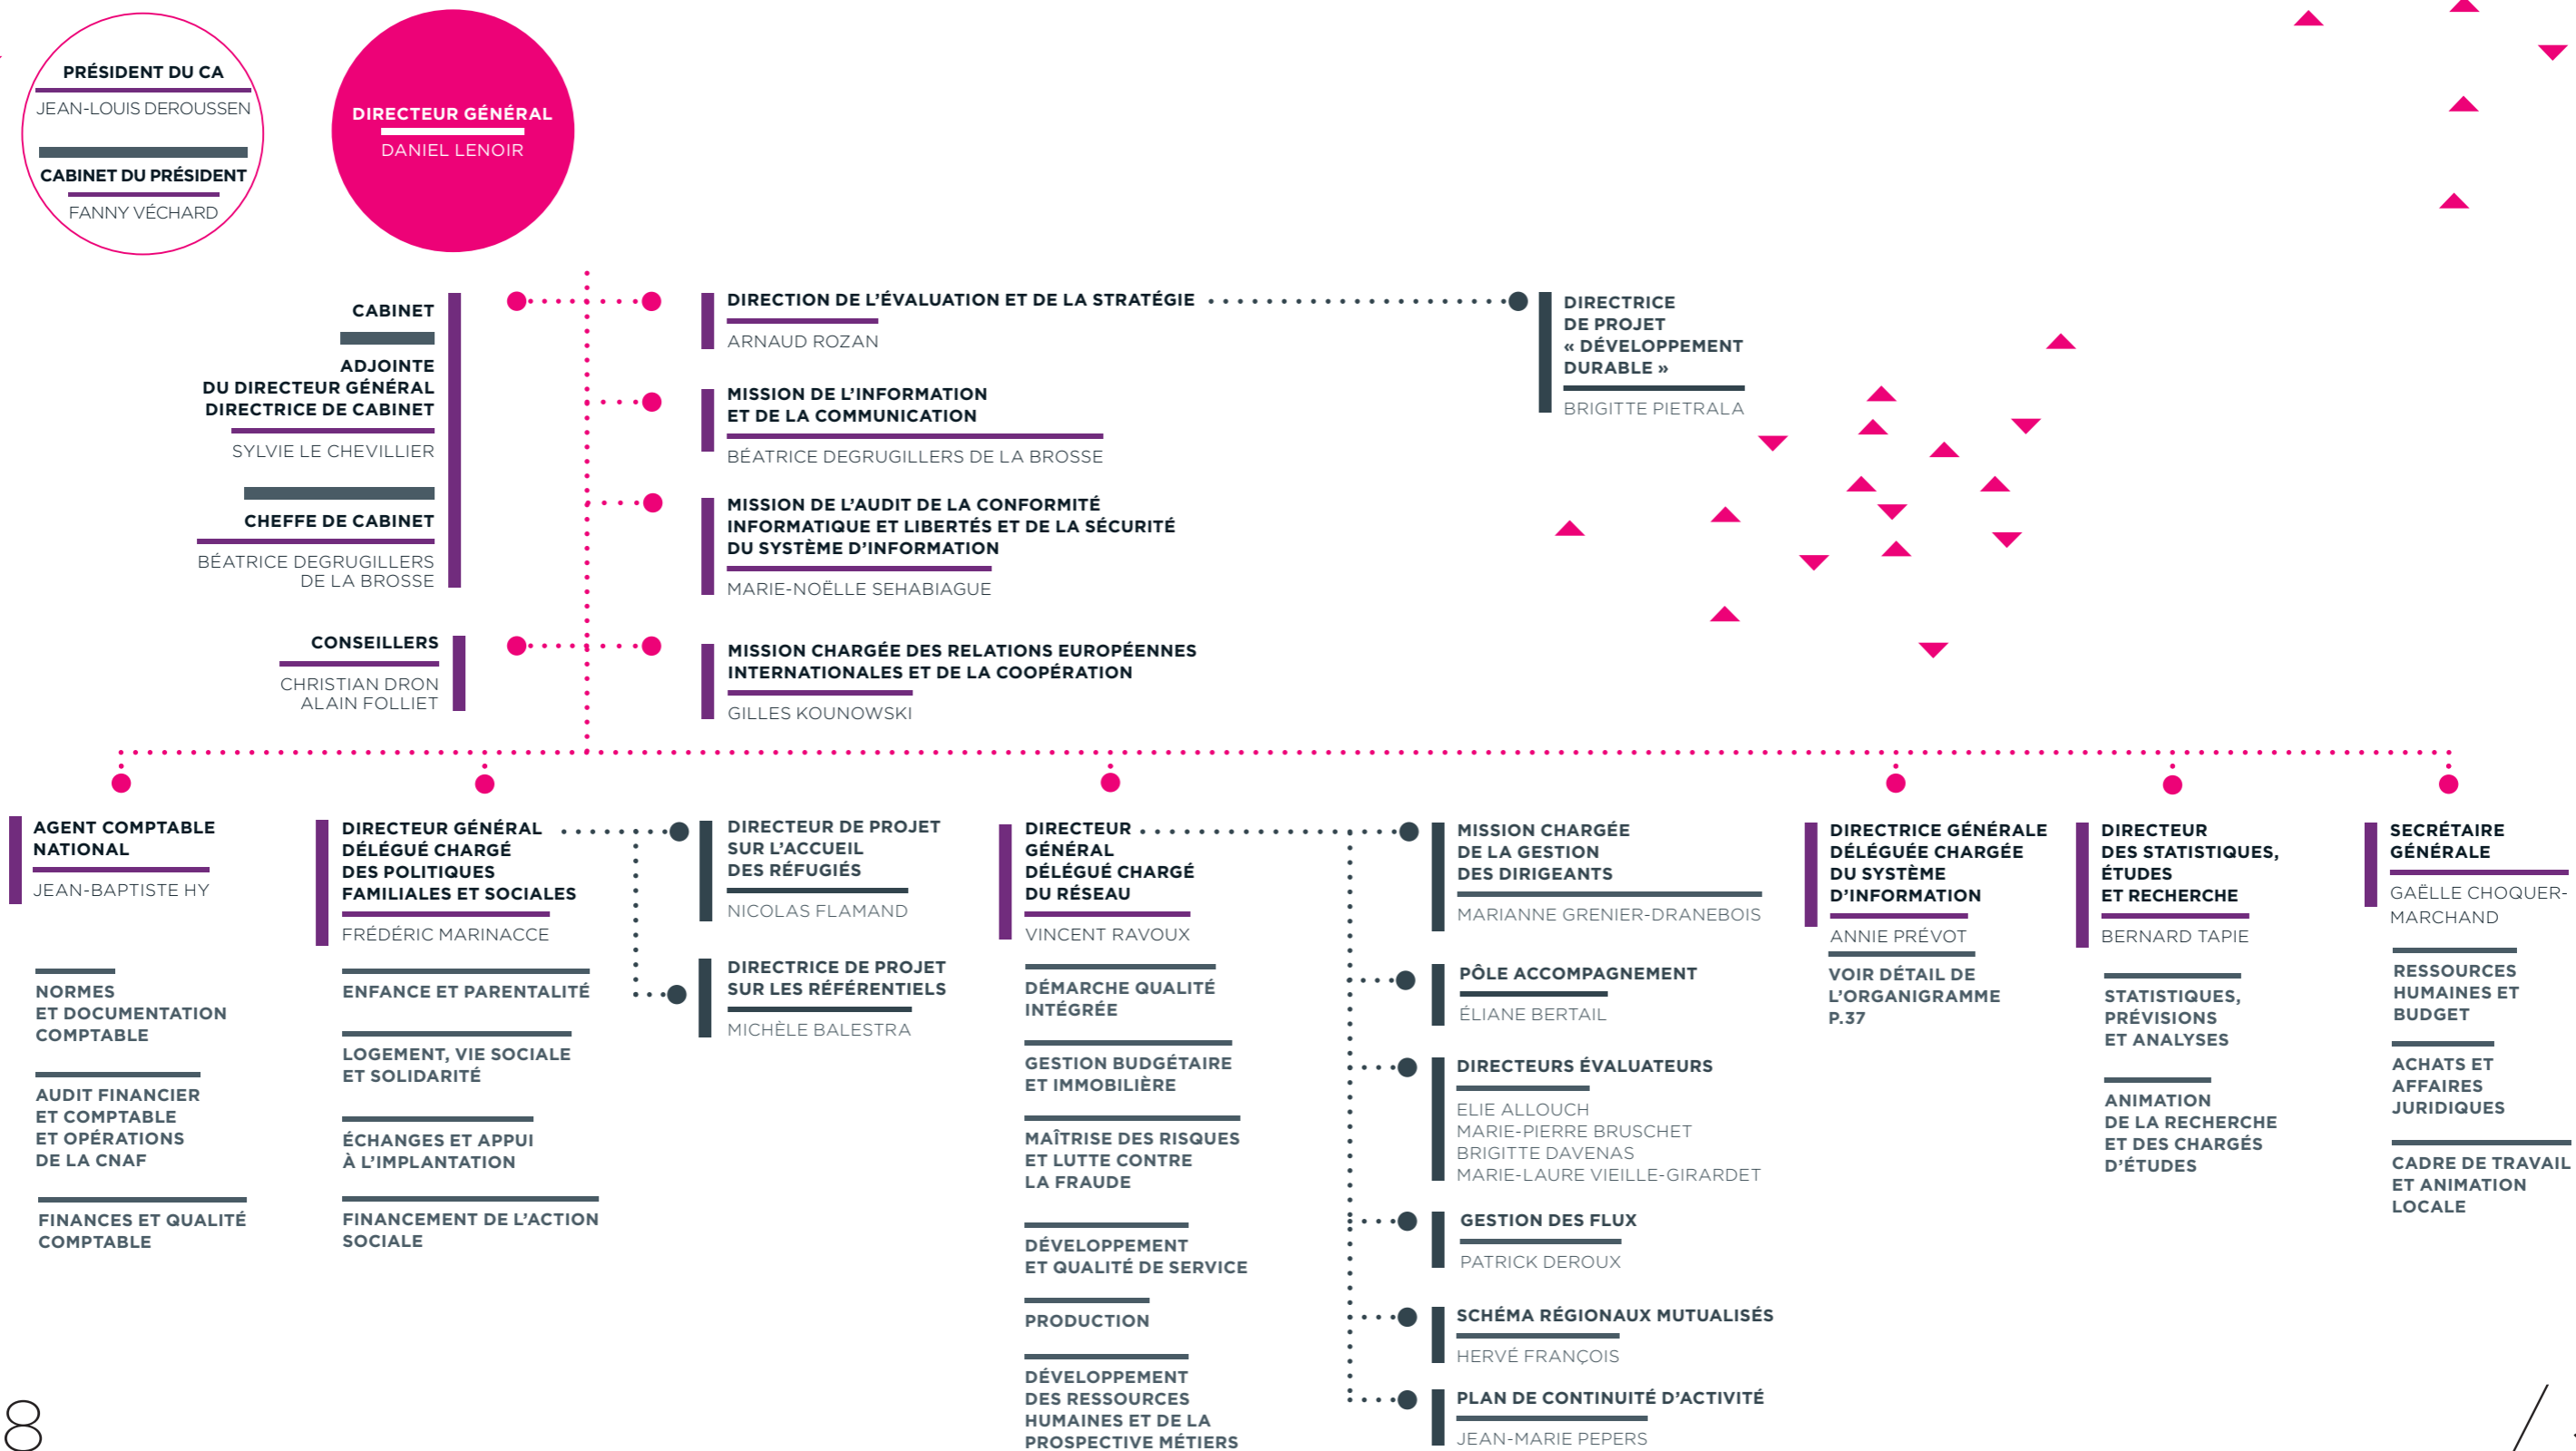 PRÉSIDENT DU CA
JEAN-LOUIS DEROUSSEN
CABINET DU PRÉSIDENT
FANNY VÉCHARD
DIRECTEUR GÉNÉRAL
DANIEL LENOIR
CABINET
ADJOINTE
DU DIRECTEUR GÉNÉRAL
DIRECTRICE DE CABINET
SYLVIE LE CHEVILLIER
CHEFFE DE CABINET
BÉATRICE DEGRUGILLERS
DE LA BROSSE
CONSEILLERS
CHRISTIAN DRON
ALAIN FOLLIET
DIRECTION DE L’ÉVALUATION ET DE LA STRATÉGIE
ARNAUD ROZAN
MISSION DE L’INFORMATION
ET DE LA COMMUNICATION
BÉATRICE DEGRUGILLERS DE LA BROSSE
MISSION DE L’AUDIT DE LA CONFORMITÉ
INFORMATIQUE ET LIBERTÉS ET DE LA SÉCURITÉ
DU SYSTÈME D’INFORMATION
MARIE-NOËLLE SEHABIAGUE
MISSION CHARGÉE DES RELATIONS EUROPÉENNES
INTERNATIONALES ET DE LA COOPÉRATION
GILLES KOUNOWSKI
DIRECTRICE
DE PROJET
« DÉVELOPPEMENT
DURABLE »
BRIGITTE PIETRALA
AGENT COMPTABLE
NATIONAL
JEAN-BAPTISTE HY
NORMES
ET DOCUMENTATION
COMPTABLE
AUDIT FINANCIER
ET COMPTABLE
ET OPÉRATIONS
DE LA CNAF
FINANCES ET QUALITÉ
COMPTABLE
DIRECTEUR GÉNÉRAL
DÉLÉGUÉ CHARGÉ
DES POLITIQUES
FAMILIALES ET SOCIALES
FRÉDÉRIC MARINACCE
ENFANCE ET PARENTALITÉ
LOGEMENT, VIE SOCIALE
ET SOLIDARITÉ
ÉCHANGES ET APPUI
À L’IMPLANTATION
FINANCEMENT DE L’ACTION
SOCIALE
DIRECTEUR DE PROJET
SUR L’ACCUEIL
DES RÉFUGIÉS
NICOLAS FLAMAND
DIRECTRICE DE PROJET
SUR LES RÉFÉRENTIELS
MICHÈLE BALESTRA
DIRECTEUR
GÉNÉRAL
DÉLÉGUÉ CHARGÉ
DU RÉSEAU
VINCENT RAVOUX
DÉMARCHE QUALITÉ
INTÉGRÉE
GESTION BUDGÉTAIRE
ET IMMOBILIÈRE
MAÎTRISE DES RISQUES
ET LUTTE CONTRE
LA FRAUDE
DÉVELOPPEMENT
ET QUALITÉ DE SERVICE
PRODUCTION
DÉVELOPPEMENT
DES RESSOURCES
HUMAINES ET DE LA
PROSPECTIVE MÉTIERS
MISSION CHARGÉE
DE LA GESTION
DES DIRIGEANTS
MARIANNE GRENIER-DRANEBOIS
PÔLE ACCOMPAGNEMENT
ÉLIANE BERTAIL
DIRECTEURS ÉVALUATEURS
ELIE ALLOUCH
MARIE-PIERRE BRUSCHET
BRIGITTE DAVENAS
MARIE-LAURE VIEILLE-GIRARDET
GESTION DES FLUX
PATRICK DEROUX
SCHÉMA RÉGIONAUX MUTUALISÉS
HERVÉ FRANÇOIS
PLAN DE CONTINUITÉ D’ACTIVITÉ
JEAN-MARIE PEPERS
DIRECTRICE GÉNÉRALE
DÉLÉGUÉE CHARGÉE
DU SYSTÈME
D’INFORMATION
ANNIE PRÉVOT
VOIR DÉTAIL DE
L’ORGANIGRAMME
P.37
DIRECTEUR
DES STATISTIQUES,
ÉTUDES
ET RECHERCHE
BERNARD TAPIE
STATISTIQUES,
PRÉVISIONS
ET ANALYSES
ANIMATION
DE LA RECHERCHE
ET DES CHARGÉS
D’ÉTUDES
SECRÉTAIRE
GÉNÉRALE
GAËLLE CHOQUER-
MARCHAND
RESSOURCES
HUMAINES ET
BUDGET
ACHATS ET
AFFAIRES
JURIDIQUES
CADRE DE TRAVAIL
ET ANIMATION
LOCALE
8
/